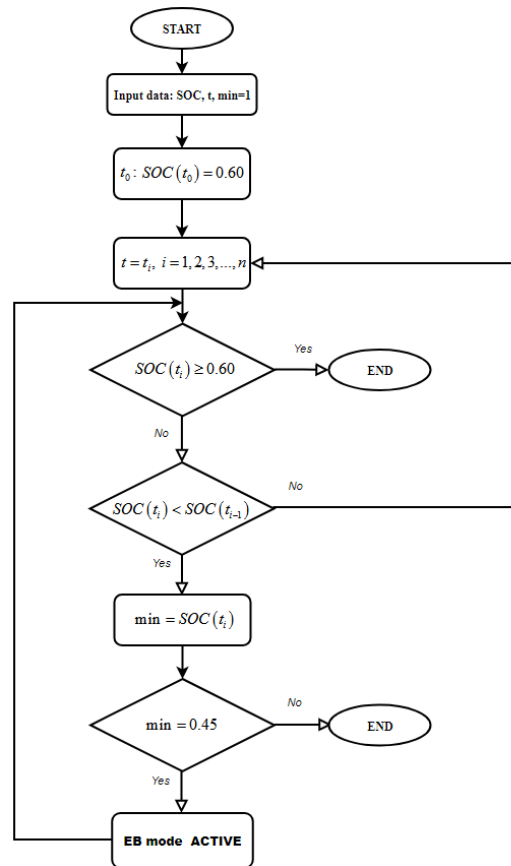 START
Input data: SOC, t, min=1
t₀: SOC(t₀) = 0.60
t = tᵢ, i = 1, 2, 3, ..., n
SOC(tᵢ) ≥ 0.60
Yes
END
No
SOC(tᵢ) < SOC(tᵢ₋₁)
No
Yes
min = SOC(tᵢ)
min = 0.45
No
END
Yes
EB mode ACTIVE